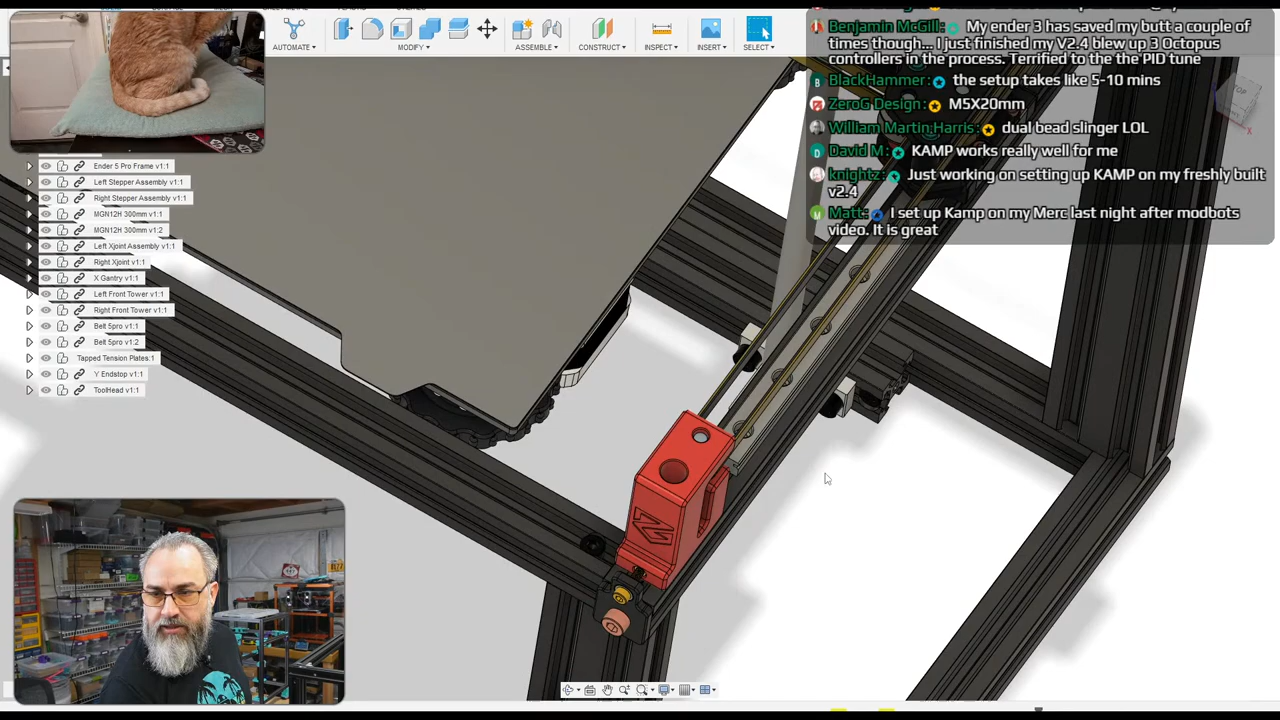 AUTOMATE
MODIFY
ASSEMBLE
CONSTRUCT
INSPECT
INSERT
SELECT
Benjamin McGill: My ender 3 has saved my butt a couple of
times though... I just finished my V2.4 blew up 3 Octopus
controllers in the process. Terrified to the the PID tune
BlackHammer: the setup takes like 5-10 mins
ZeroG Design: M5X20mm
William Martin Harris: dual bead slinger LOL
David M: KAMP works really well for me
knightz: Just working on setting up KAMP on my freshly built
v2.4
Matt: I set up Kamp on my Merc last night after modbots
video. It is great
TOP
Ender 5 Pro Frame v1:1
Left Stepper Assembly v1:1
Right Stepper Assembly v1:1
MGN12H 300mm v1:1
MGN12H 300mm v1:2
Left Xjoint Assembly v1:1
Right Xjoint v1:1
X Gantry v1:1
Left Front Tower v1:1
Right Front Tower v1:1
Belt 5pro v1:1
Belt 5pro v1:2
Tapped Tension Plates:1
Y Endstop v1:1
ToolHead v1:1